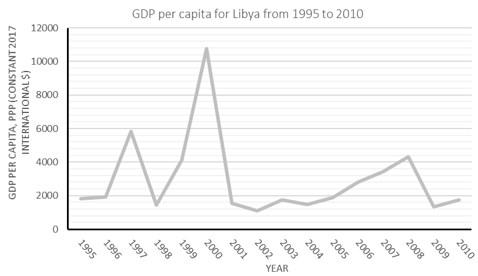 GDP per capita for Libya from 1995 to 2010
GDP PER CAPITA, PPP (CONSTANT 2017
INTERNATIONAL $)
12000
10000
8000
6000
4000
2000
0
1995 1996 1997 1998 1999 2000 2001 2002 2003 2004 2005 2006 2007 2008 2009 2010
YEAR